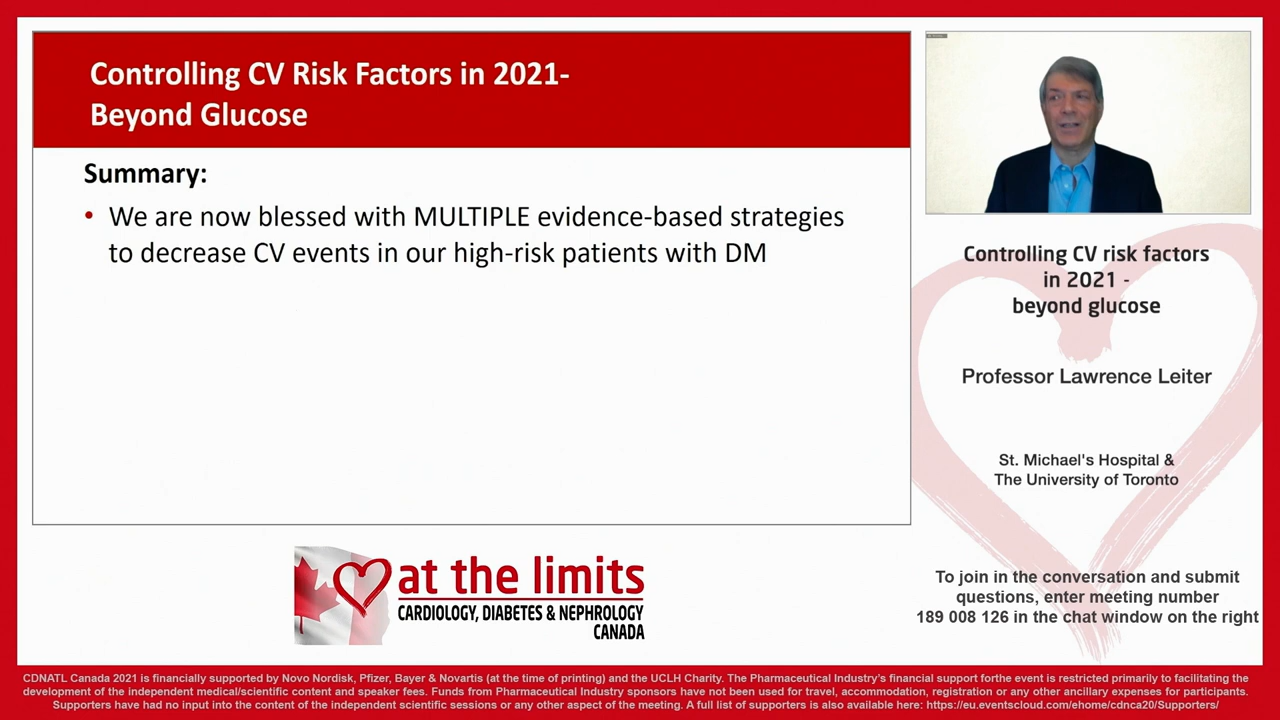 Controlling CV Risk Factors in 2021-
Beyond Glucose
Summary:
• We are now blessed with MULTIPLE evidence-based strategies
to decrease CV events in our high-risk patients with DM
Controlling CV risk factors
in 2021 -
beyond glucose
Professor Lawrence Leiter
St. Michael's Hospital &
The University of Toronto
To join in the conversation and submit
questions, enter meeting number
189 008 126 in the chat window on the right
at the limits
CARDIOLOGY, DIABETES & NEPHROLOGY
CANADA
CDNATL Canada 2021 is financially supported by Novo Nordisk, Pfizer, Bayer & Novartis (at the time of printing) and the UCLH Charity. The Pharmaceutical Industry's financial support forthe event is restricted primarily to facilitating the
development of the independent medical/scientific content and speaker fees. Funds from Pharmaceutical Industry sponsors have not been used for travel, accommodation, registration or any other ancillary expenses for participants.
Supporters have had no input into the content of the independent scientific sessions or any other aspect of the meeting. A full list of supporters is also available here: https://eu.eventscloud.com/ehome/cdnca20/Supporters/